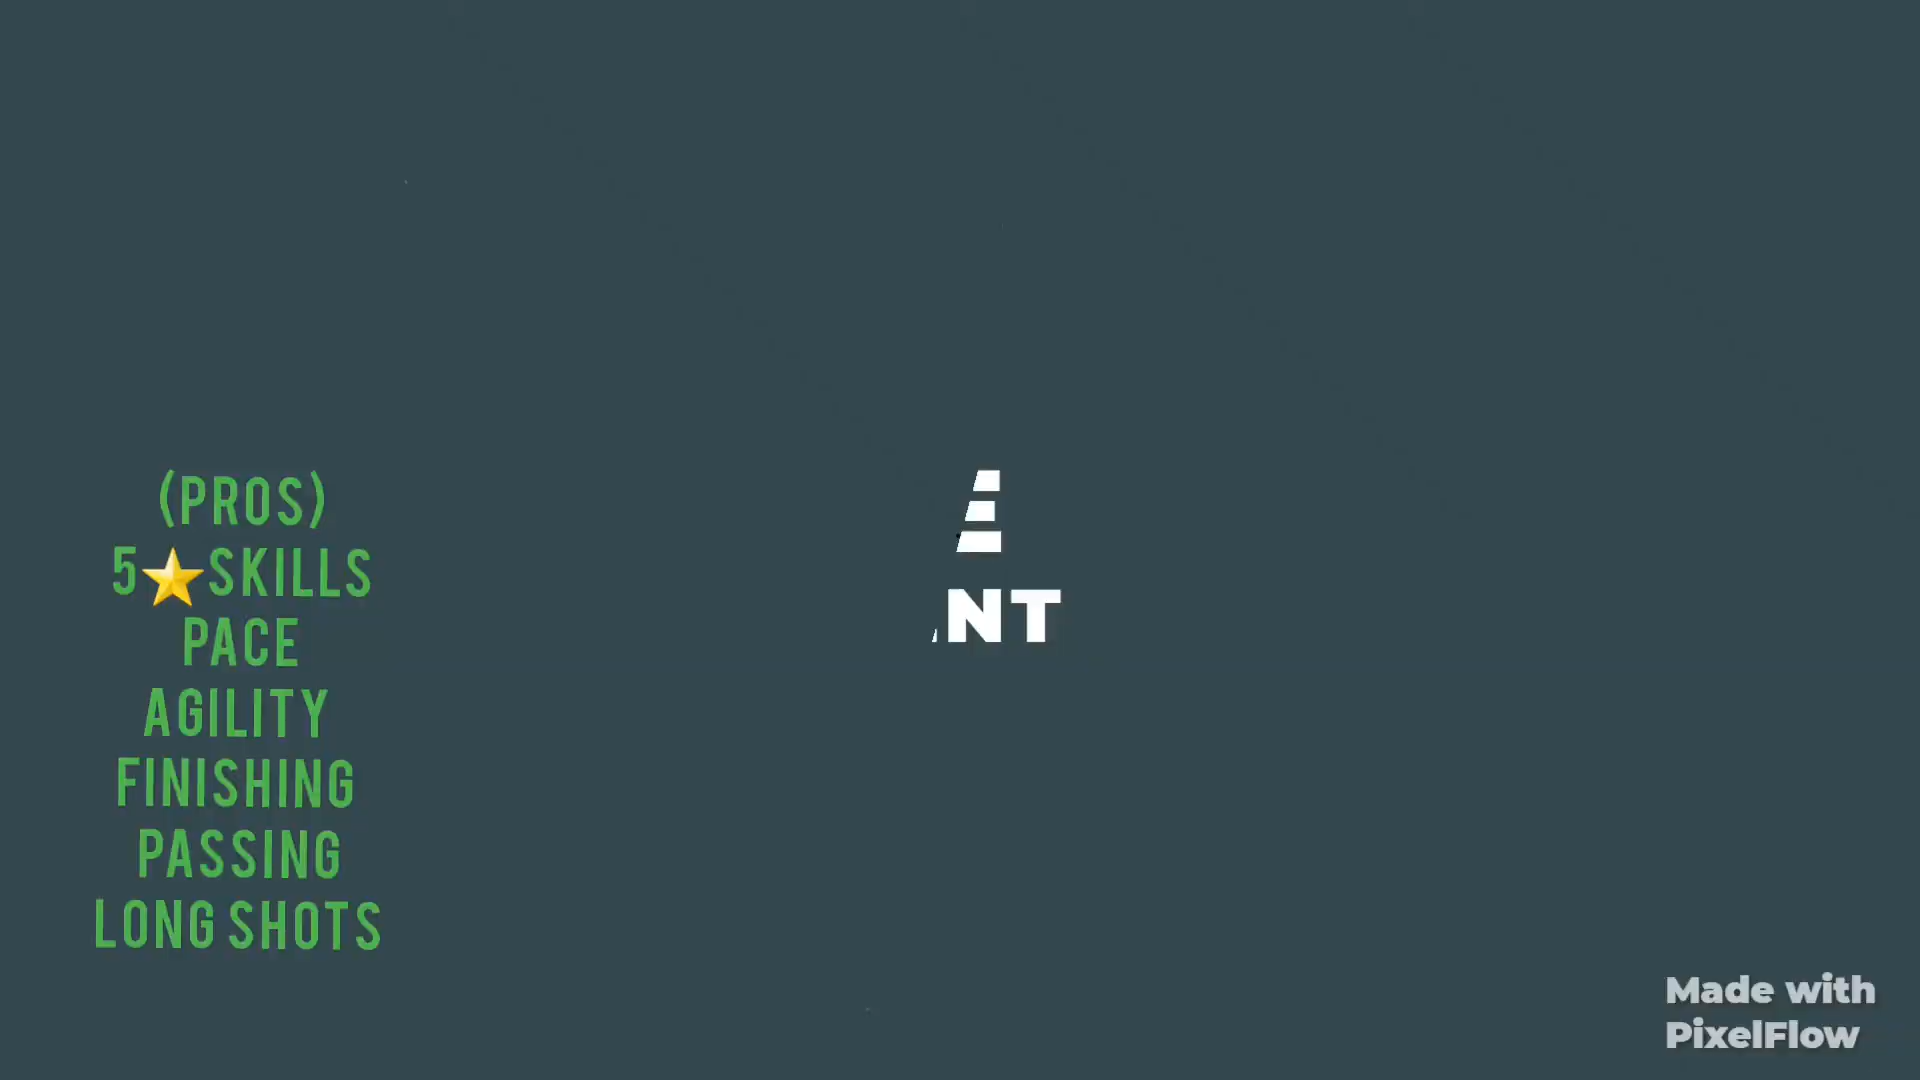 (PROS)
5⭐SKILLS
PACE
AGILITY
FINISHING
PASSING
LONG SHOTS
NT
Made with
PixelFlow